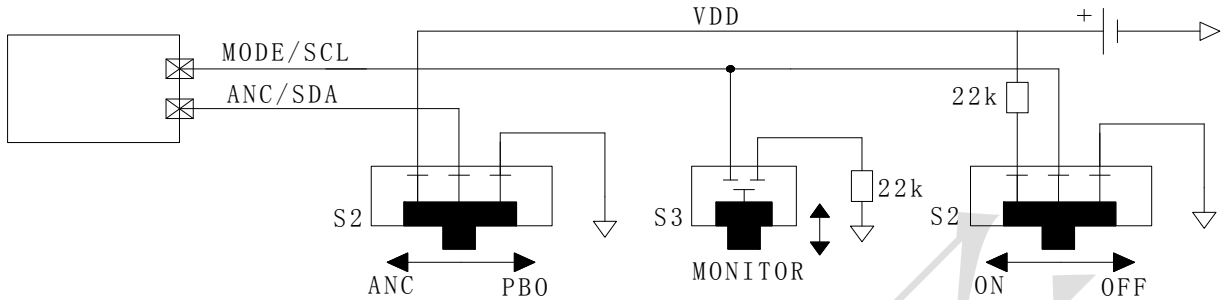 VDD
+
MODE/SCL
ANC/SDA
22k
22k
S2
S3
S2
MONITOR
ANC
PBO
ON
OFF